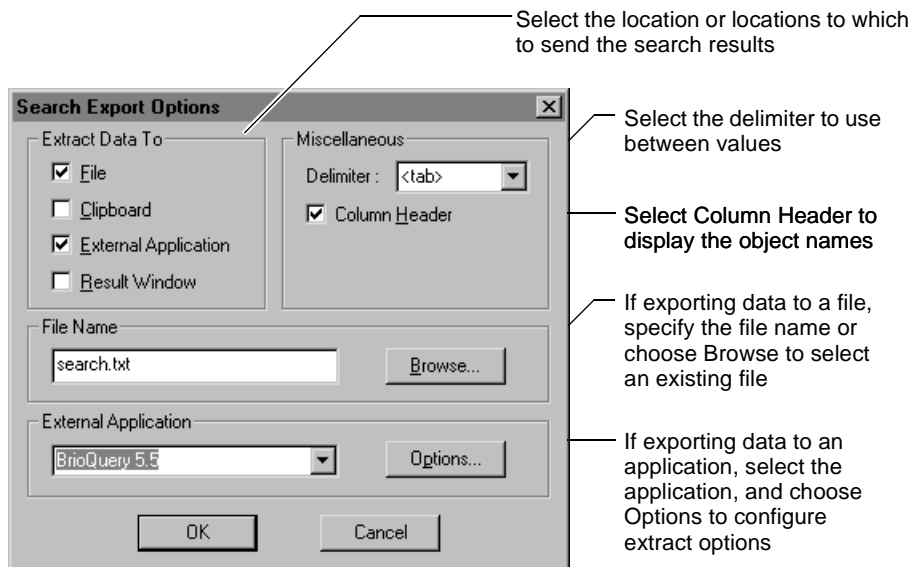 Select the location or locations to which
to send the search results
Search Export Options
Extract Data To
File
Clipboard
External Application
Result Window
Miscellaneous
Delimiter : <tab>
Column Header
File Name
search.txt
Browse...
External Application
BrioQuery 5.5
Options...
OK
Cancel
Select the delimiter to use
between values
Select Column Header to
display the object names
If exporting data to a file,
specify the file name or
choose Browse to select
an existing file
If exporting data to an
application, select the
application, and choose
Options to configure
extract options